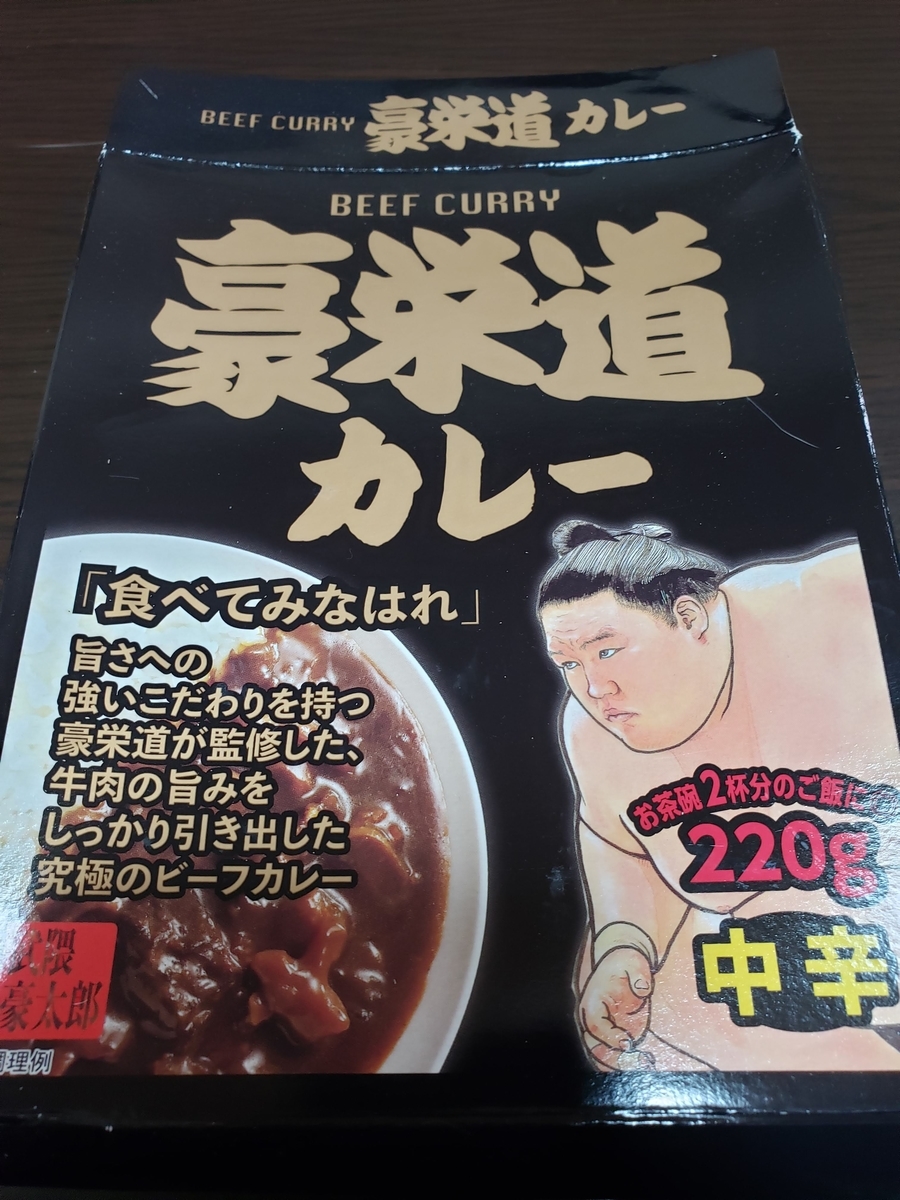 BEEF CURRY 豪栄道 カレー
BEEF CURRY
豪栄道
カレー
『食べてみなはれ』
旨さへの
強いこだわりを持つ
豪栄道が監修した、
牛肉の旨みを
しっかり引き出した
究極のビーフカレー
お茶碗2杯分のご飯に
220g
中辛
武隈
豪太郎
調理例